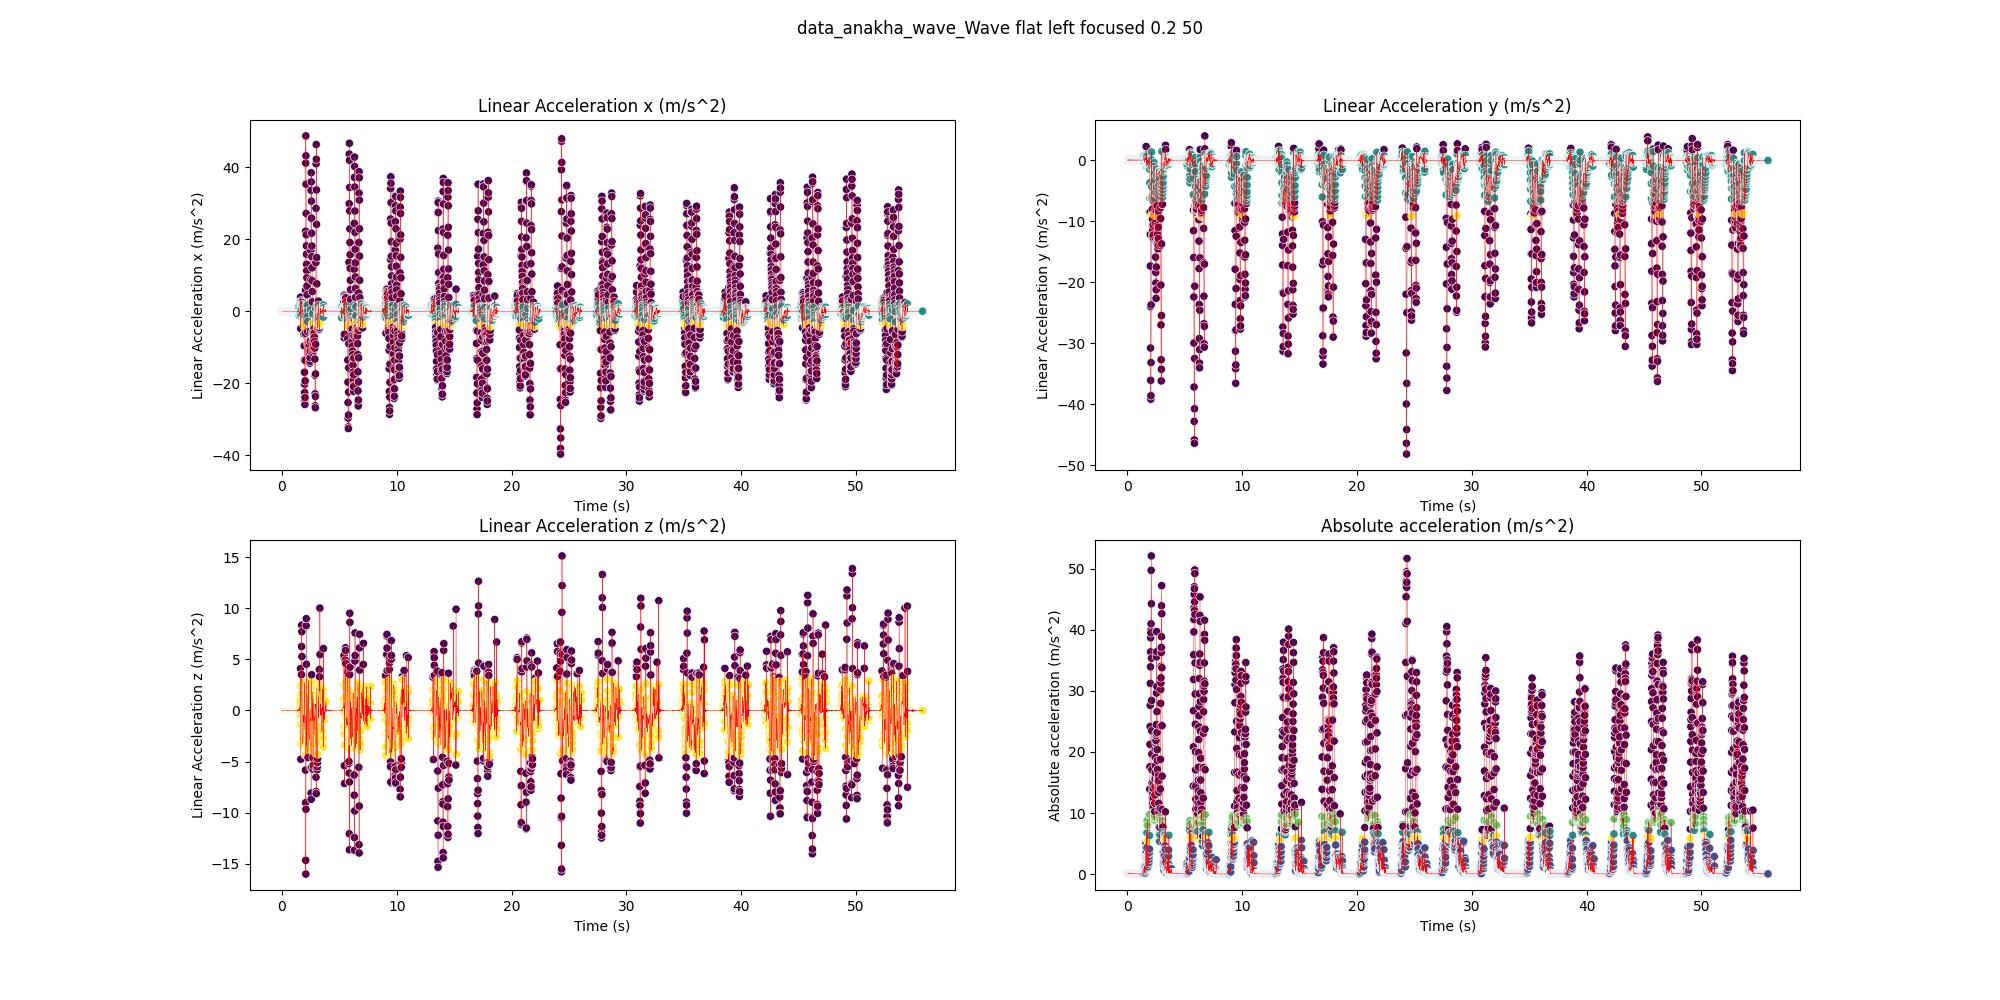 data_anakha_wave_Wave flat left focused 0.2 50
Linear Acceleration x (m/s^2)
Linear Acceleration x (m/s^2)
40
20
0
−20
−40
0 10 20 30 40 50
Time (s)
Linear Acceleration y (m/s^2)
Linear Acceleration y (m/s^2)
0
−10
−20
−30
−40
−50
0 10 20 30 40 50
Time (s)
Linear Acceleration z (m/s^2)
Linear Acceleration z (m/s^2)
15
10
5
0
−5
−10
−15
0 10 20 30 40 50
Time (s)
Absolute acceleration (m/s^2)
Absolute acceleration (m/s^2)
50
40
30
20
10
0
0 10 20 30 40 50
Time (s)